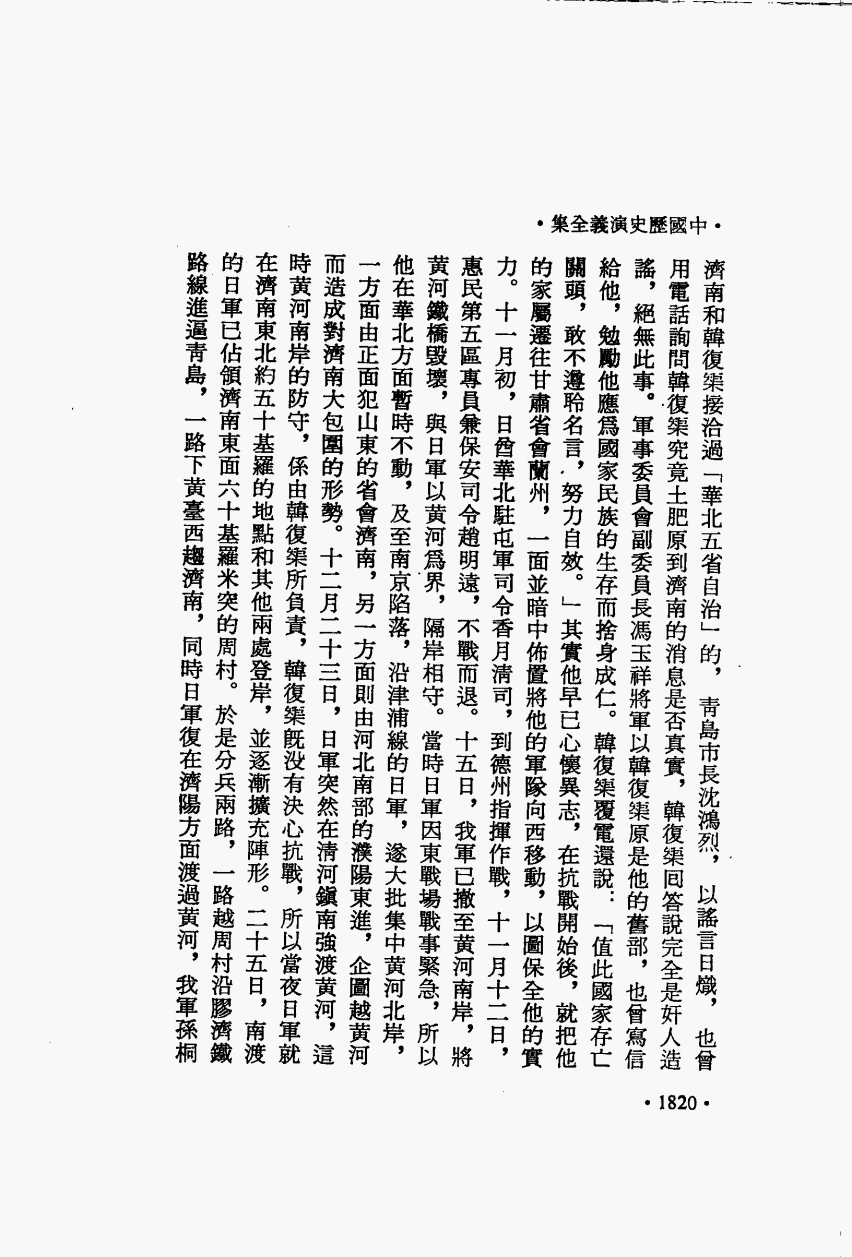 •中國歷史演義全集•
濟南和韓復榘接洽過「華北五省自治」的，青島市長沈鴻烈，以謠言日熾，也曾
用電話詢問韓復榘究竟土肥原到濟南的消息是否真實，韓復榘回答說完全是奸人造
謠，絕無此事。軍事委員會副委員長馮玉祥將軍以韓復榘原是他的舊部，也曾寫信
給他，勉勵他應爲國家民族的生存而捨身成仁。韓復榘覆電還說：「值此國家存亡
關頭，敢不遵聆名言，努力自效。」其實他早已心懷異志，在抗戰開始後，就把他
的家屬遷往甘肅省會蘭州，一面並暗中佈置將他的軍隊向西移動，以圖保全他的實
力。十一月初，日酋華北駐屯軍司令香月清司，到德州指揮作戰，十一月十二日，
惠民第五區專員兼保安司令趙明遠，不戰而退。十五日，我軍已撤至黃河南岸，將
黃河鐵橋毀壞，與日軍以黃河爲界，隔岸相守。當時日軍因東戰場戰事緊急，所以
他在華北方面暫時不動，及至南京陷落，沿津浦線的日軍，遂大批集中黃河北岸，
一方面由正面犯山東的省會濟南，另一方面則由河北南部的濮陽東進，企圖越黃河
而造成對濟南大包圍的形勢。十二月二十三日，日軍突然在清河鎭南強渡黃河，這
時黃河南岸的防守，係由韓復榘所負責，韓復榘旣沒有決心抗戰，所以當夜日軍就
在濟南東北約五十基羅的地點和其他兩處登岸，並逐漸擴充陣形。二十五日，南渡
的日軍已佔領濟南東面六十基羅米突的周村。於是分兵兩路，一路越周村沿膠濟鐵
路線進逼靑島，一路下黃臺西趨濟南，同時日軍復在濟陽方面渡過黃河，我軍孫桐
•1820•